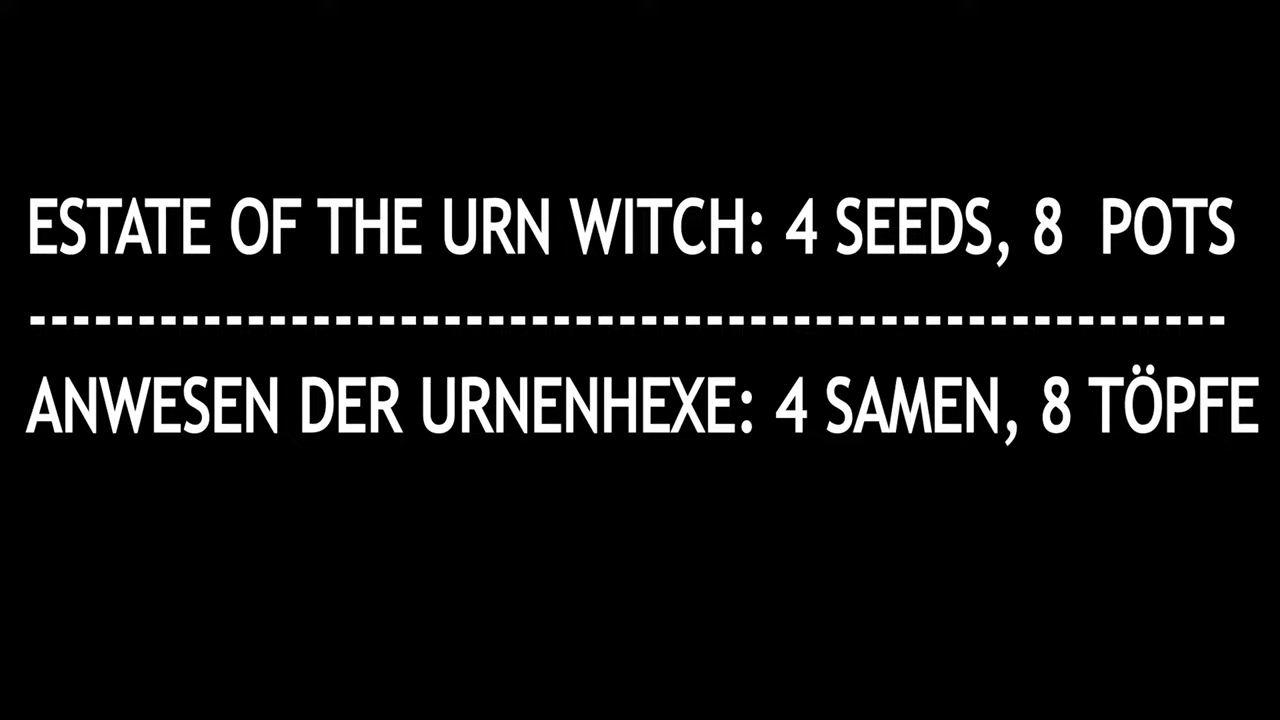 ESTATE OF THE URN WITCH: 4 SEEDS, 8  POTS
-------------------------------------------------------
ANWESEN DER URNENHEXE: 4 SAMEN, 8 TÖPFE